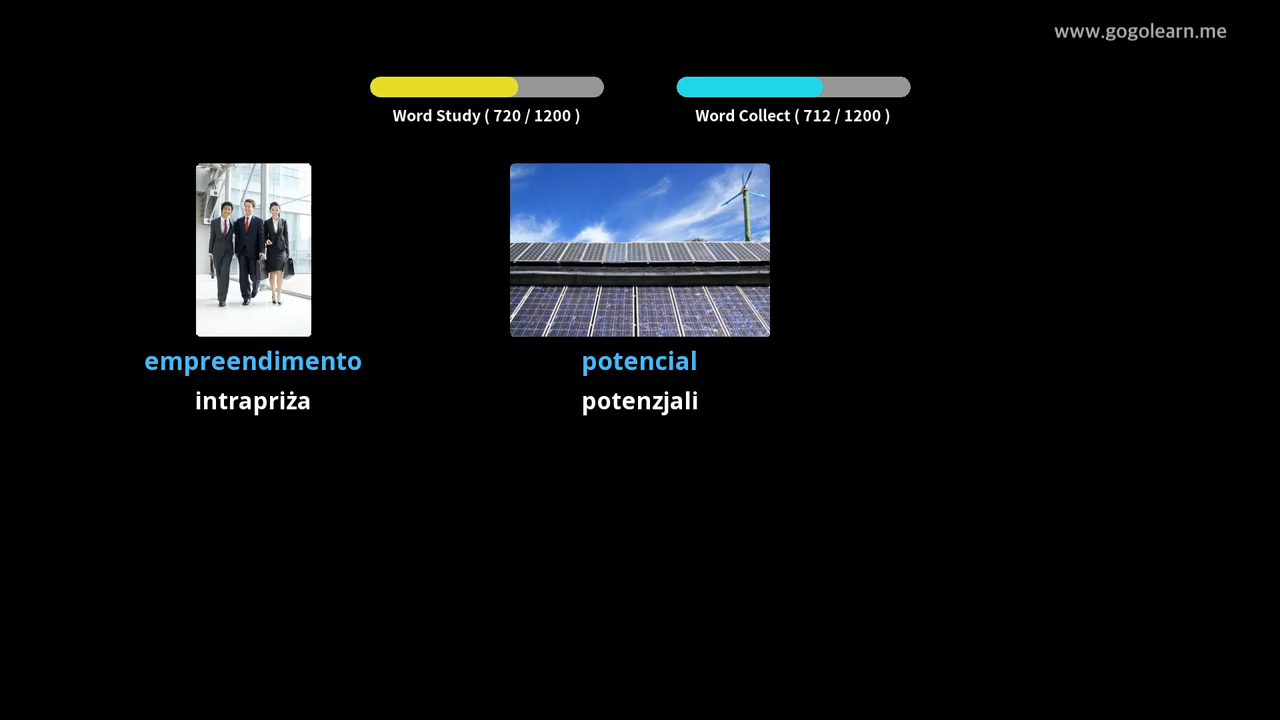 www.gogolearn.me
Word Study ( 720 / 1200 )
Word Collect ( 712 / 1200 )
empreendimento
intrapriża
potencial
potenzjali